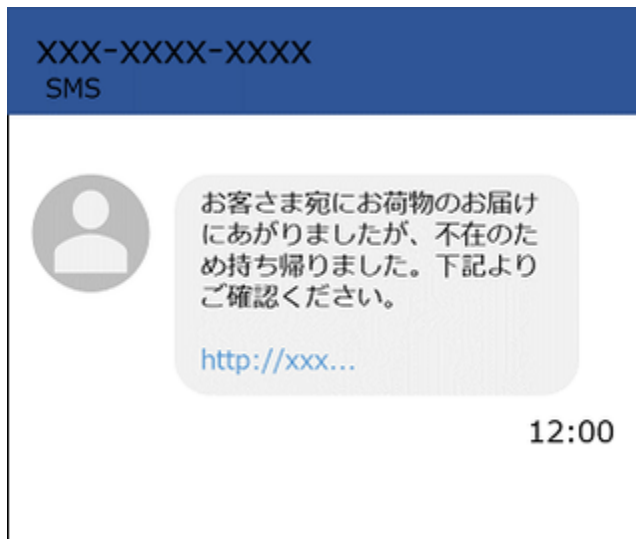 XXX-XXXX-XXXX
SMS
お客さま宛にお荷物のお届け
にあがりましたが、不在のた
め持ち帰りました。下記より
ご確認ください。
http://xxx...
12:00